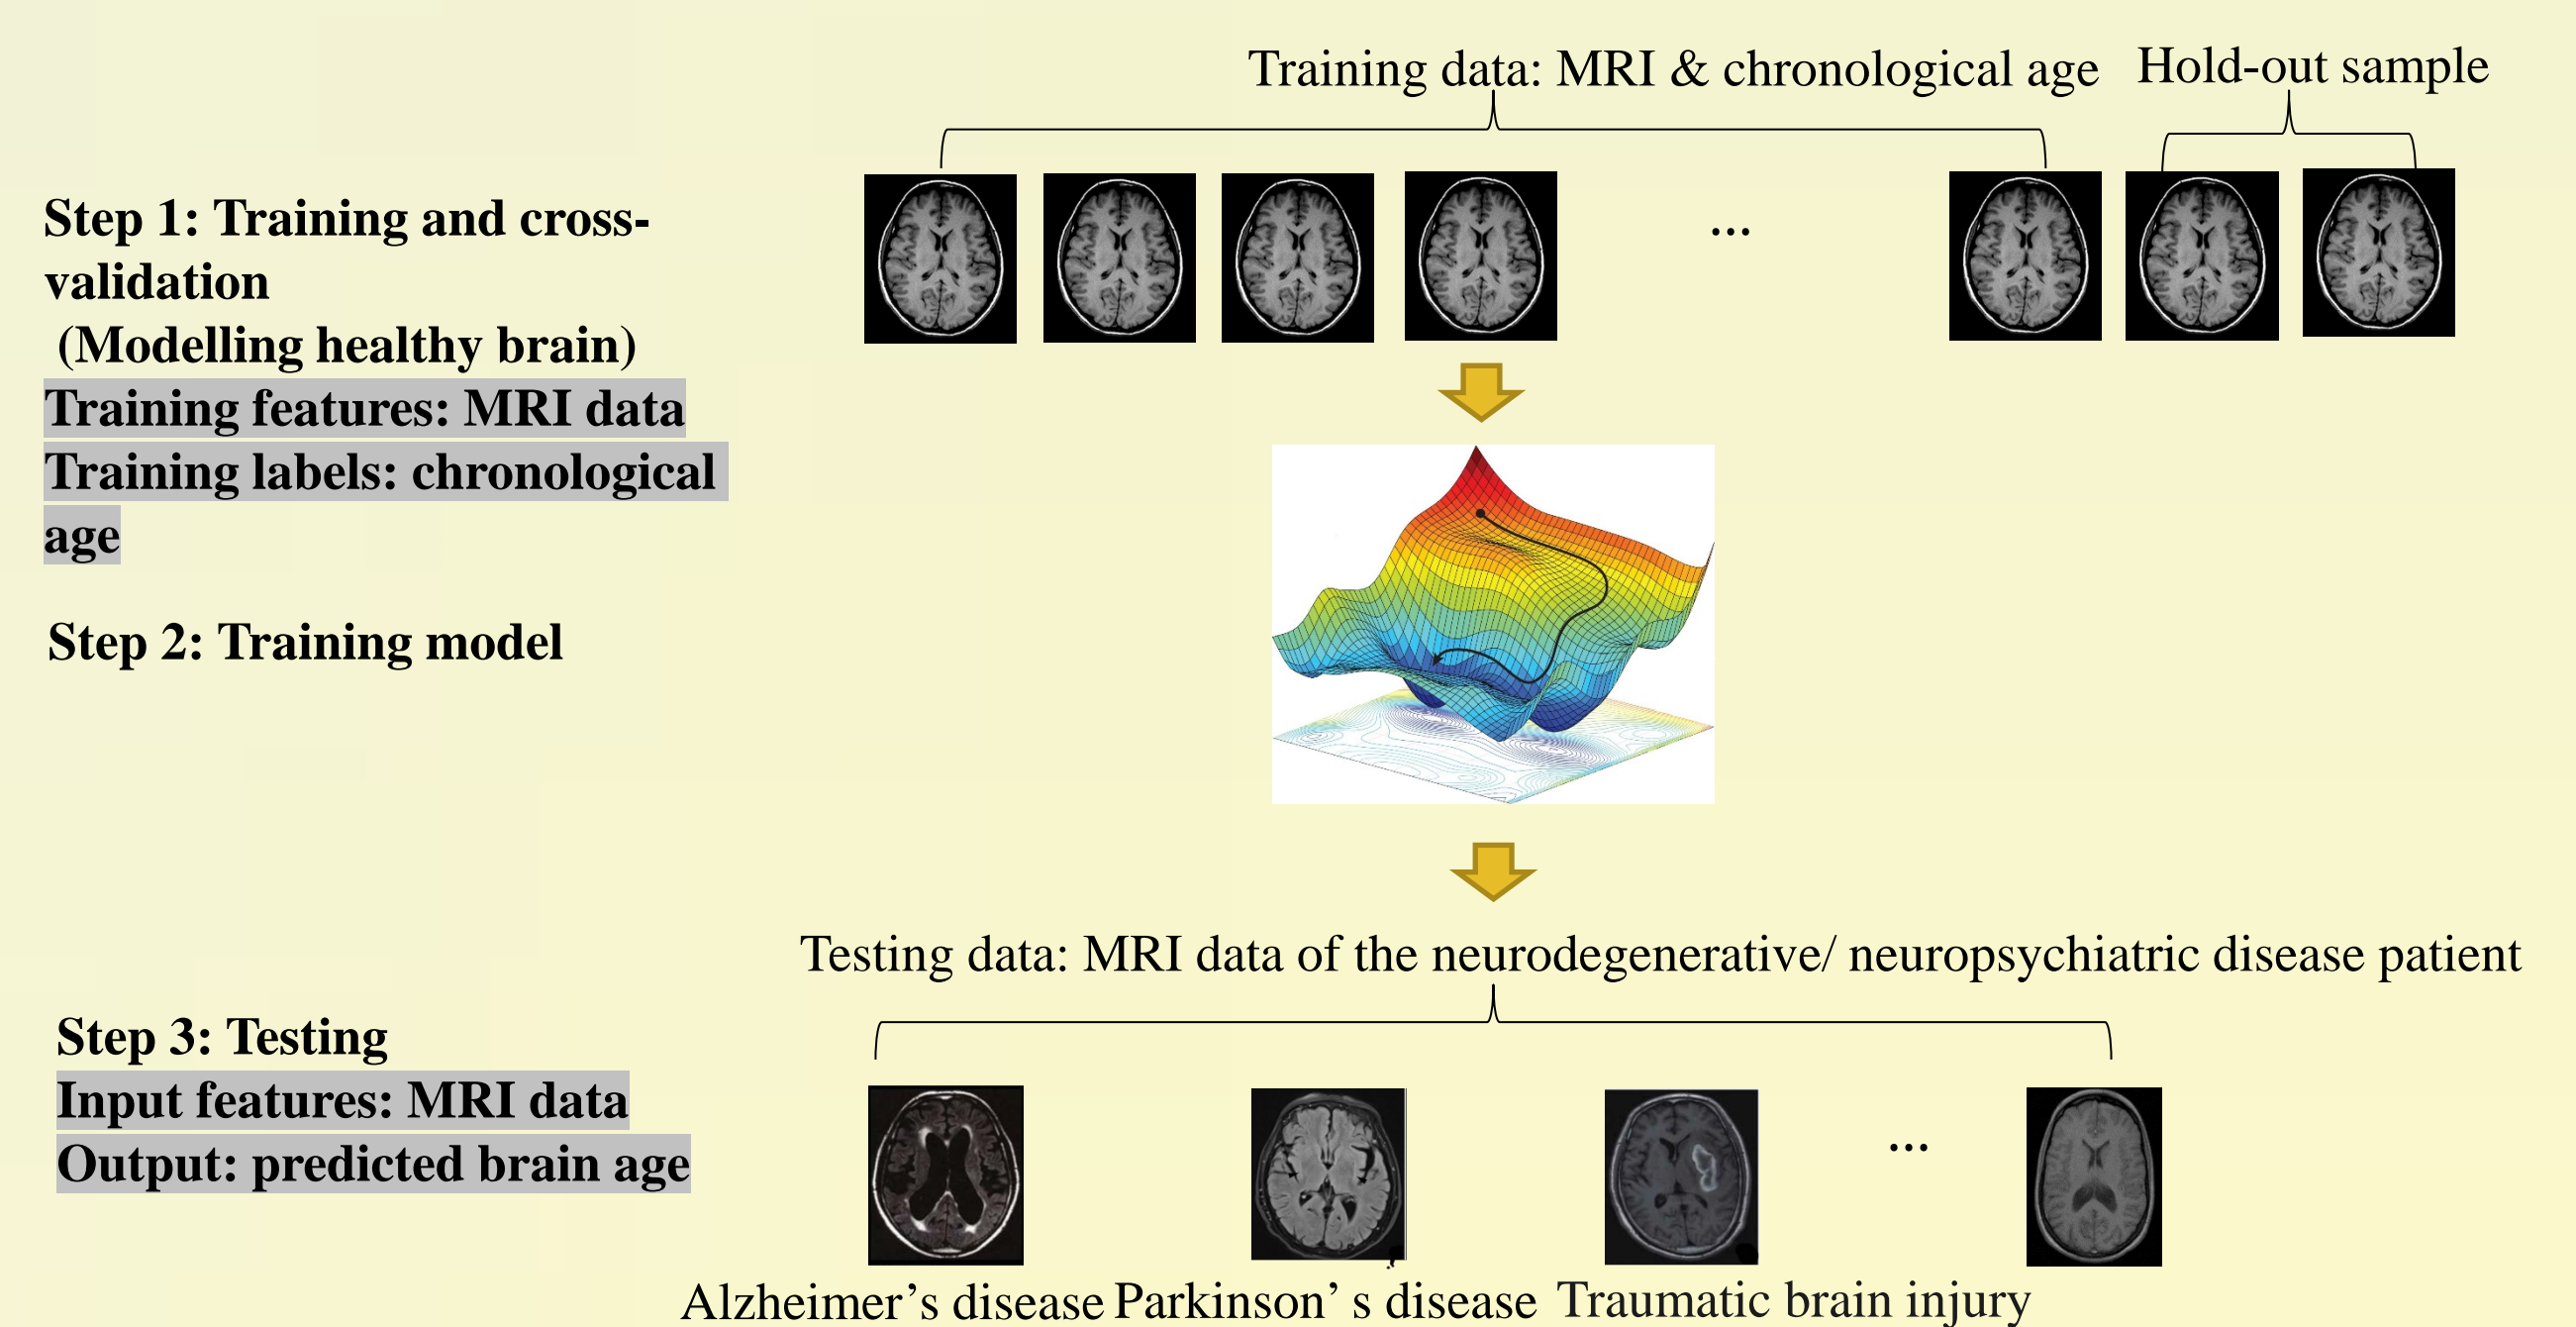 Training data: MRI & chronological age
Hold-out sample
Step 1: Training and cross-
validation
(Modelling healthy brain)
Training features: MRI data
Training labels: chronological
age
...
Step 2: Training model
Testing data: MRI data of the neurodegenerative/ neuropsychiatric disease patient
Step 3: Testing
Input features: MRI data
Output: predicted brain age
...
Alzheimer’s disease
Parkinson’ s disease
Traumatic brain injury